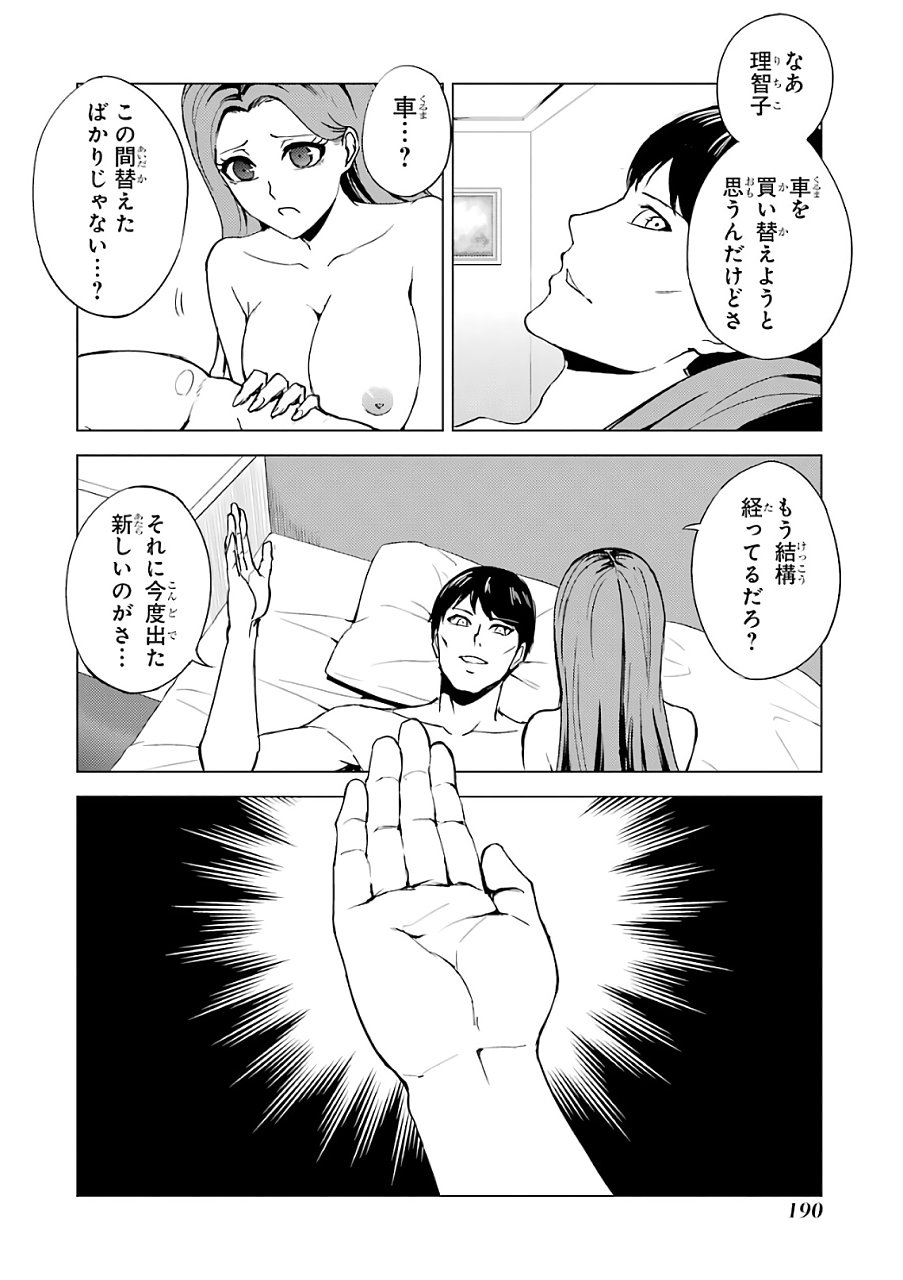 なあ
理智子
車を
買い替えようと
思うんだけどさ
車…?
この間替えた
ばかりじゃない…?
もう結構
経ってるだろ?
それに今度出た
新しいのがさ…
190